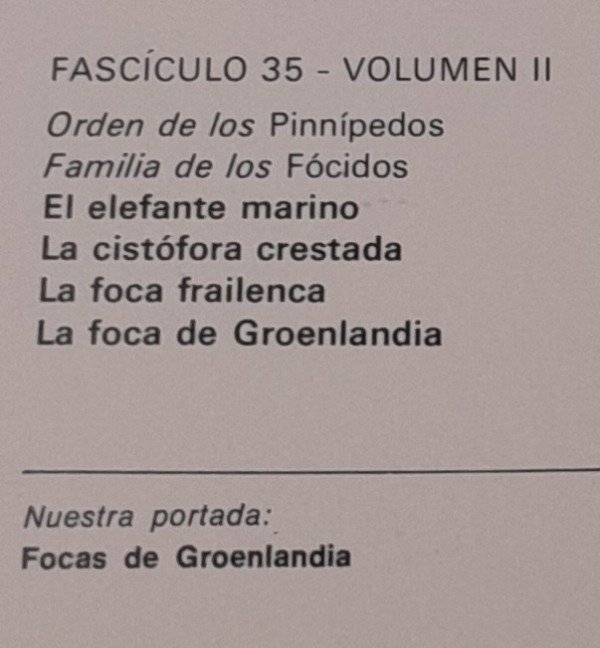 FASCÍCULO 35 - VOLUMEN II
Orden de los Pinnípedos
Familia de los Fócidos
El elefante marino
La cistófora crestada
La foca frailenca
La foca de Groenlandia
Nuestra portada:
Focas de Groenlandia